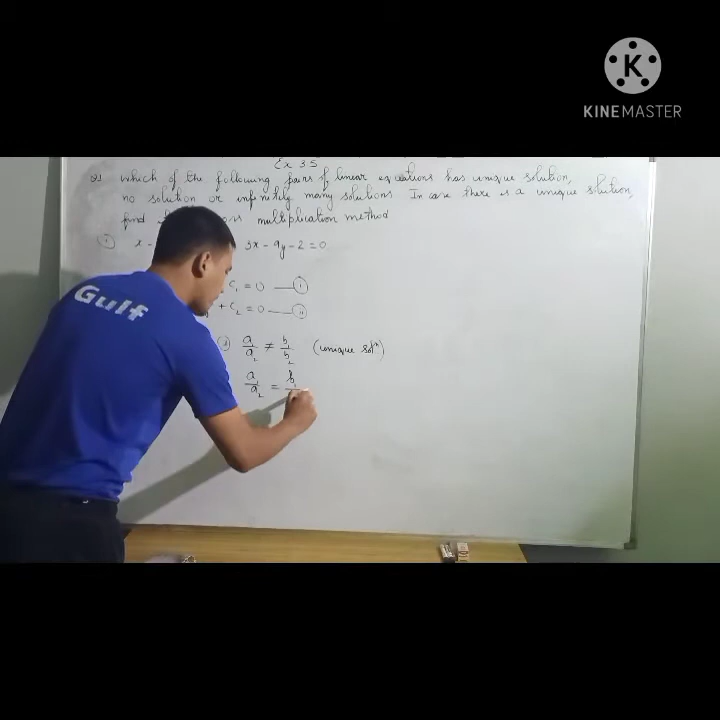 KINEMASTER
Ex 3.5
Q1 which of the following pairs of linear equations has unique solution,
no solution or infinitely many solutions In case there is a unique solution,
find multiplication method
(i) x - 3x - 9y - 2 = 0
c₁ = 0 — (i)
+ c₂ = 0 — (ii)
a₁/a₂ ≠ b₁/b₂ (unique solⁿ)
a₁/a₂ = b₁
Gulf